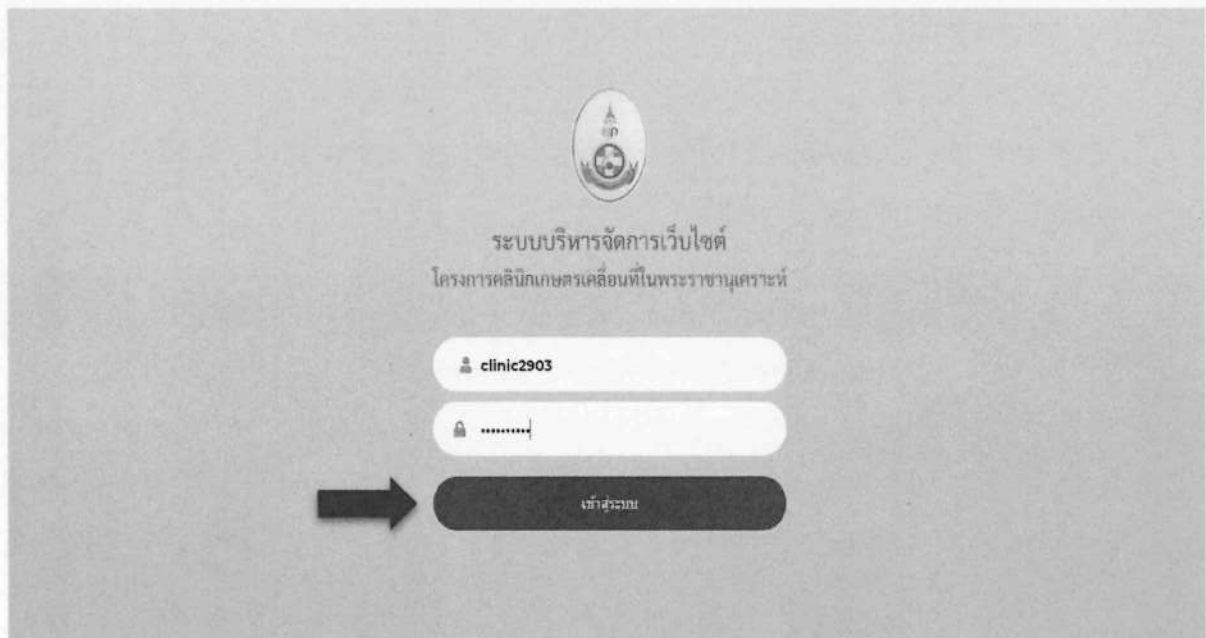 ระบบบริหารจัดการเว็บไซต์
โครงการคลินิกเกษตรเคลื่อนที่ในพระราชานุเคราะห์
clinic2903
••••••••••
เข้าสู่ระบบ